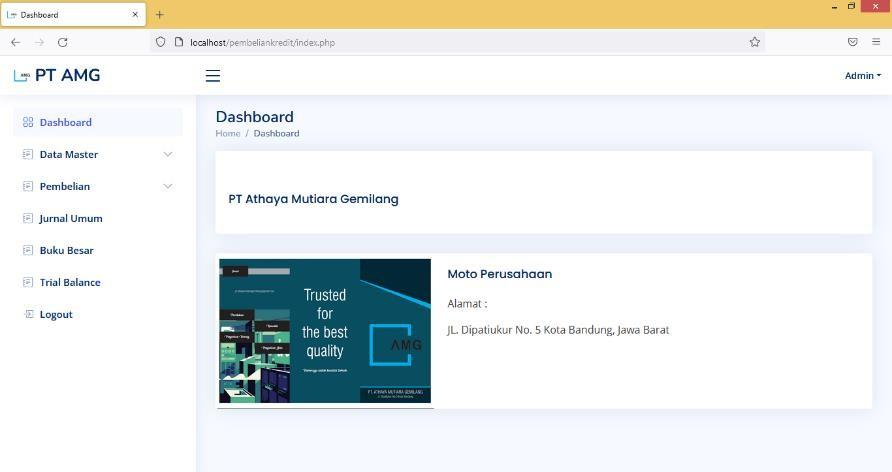 Dashboard
localhost/pembeliankredit/index.php
AMG PT AMG
Admin
Dashboard
Data Master
Pembelian
Jurnal Umum
Buku Besar
Trial Balance
Logout
Dashboard
Home / Dashboard
PT Athaya Mutiara Gemilang
Trusted
for
the best
quality
AMG
PT ATHAYA MUTIARA GEMILANG
Moto Perusahaan
Alamat :
JL. Dipatiukur No. 5 Kota Bandung, Jawa Barat